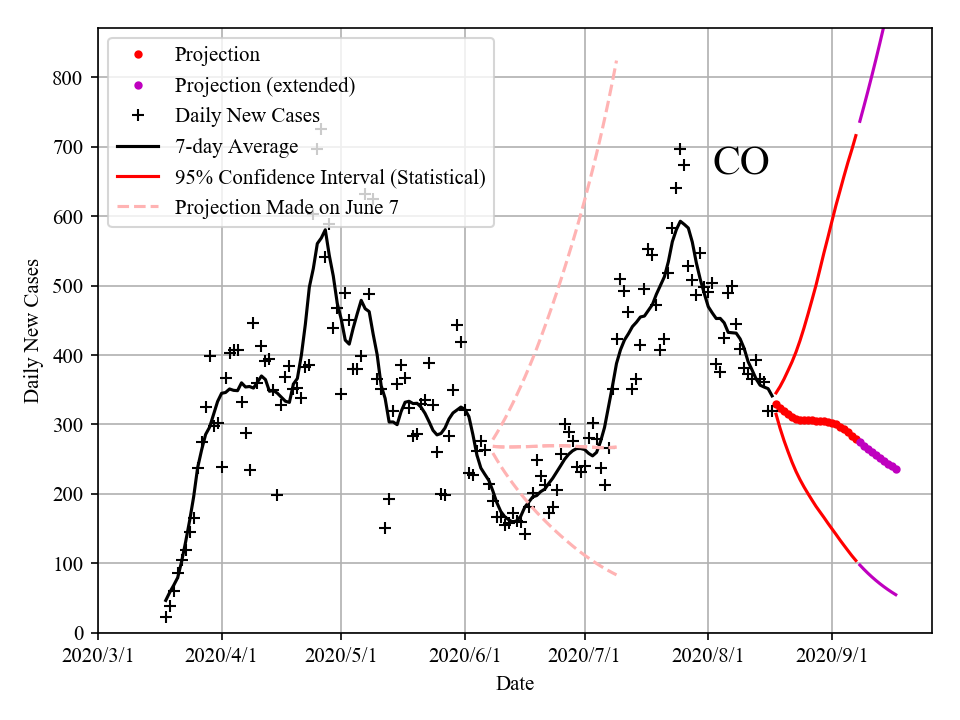 Projection
Projection (extended)
Daily New Cases
7-day Average
95% Confidence Interval (Statistical)
Projection Made on June 7
CO
800
700
600
500
400
300
200
100
0
Daily New Cases
2020/3/1 2020/4/1 2020/5/1 2020/6/1 2020/7/1 2020/8/1 2020/9/1
Date